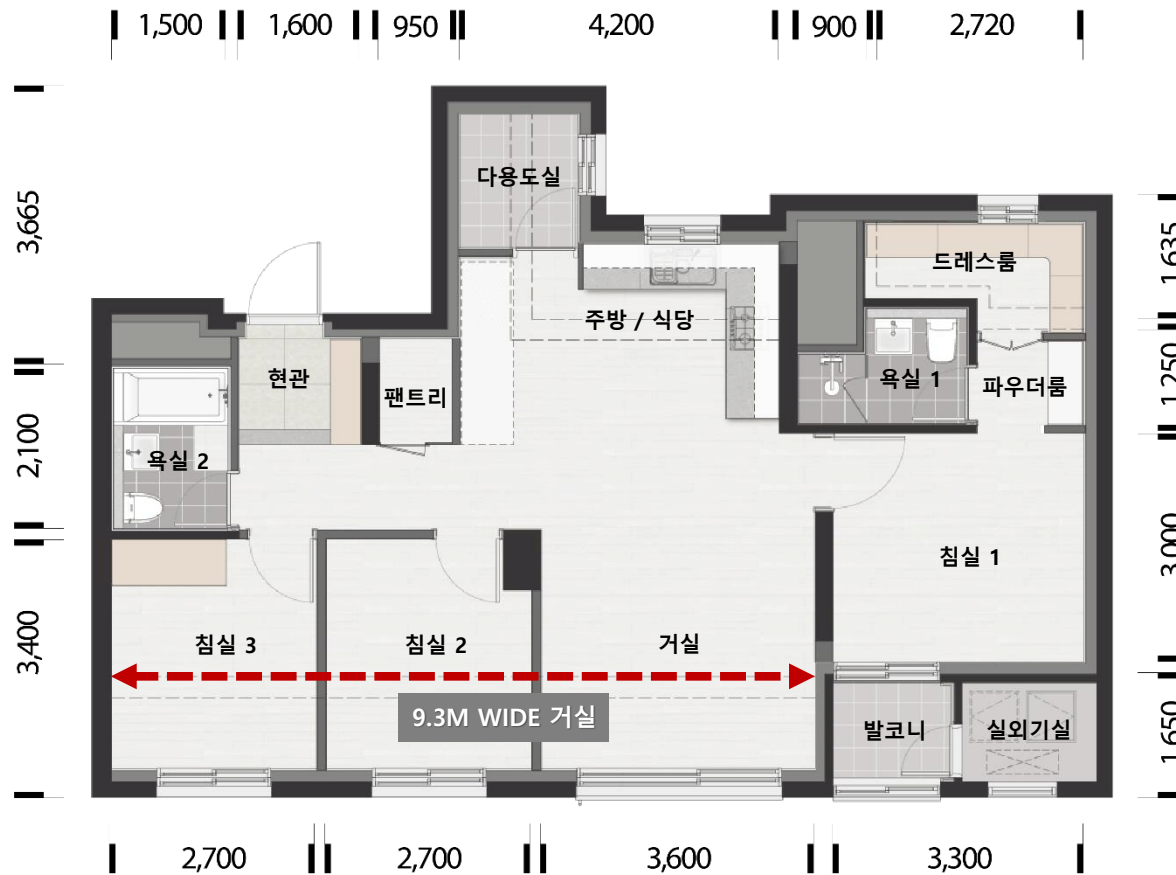 1,500 1,600 950 4,200 900 2,720
3,665
2,100
3,400
다용도실
드레스룸
주방 / 식당
현관
팬트리
욕실 1
파우더룸
욕실 2
침실 1
침실 3
침실 2
거실
9.3M WIDE 거실
발코니
실외기실
1,635
1,250
3,000
1,650
2,700 2,700 3,600 3,300